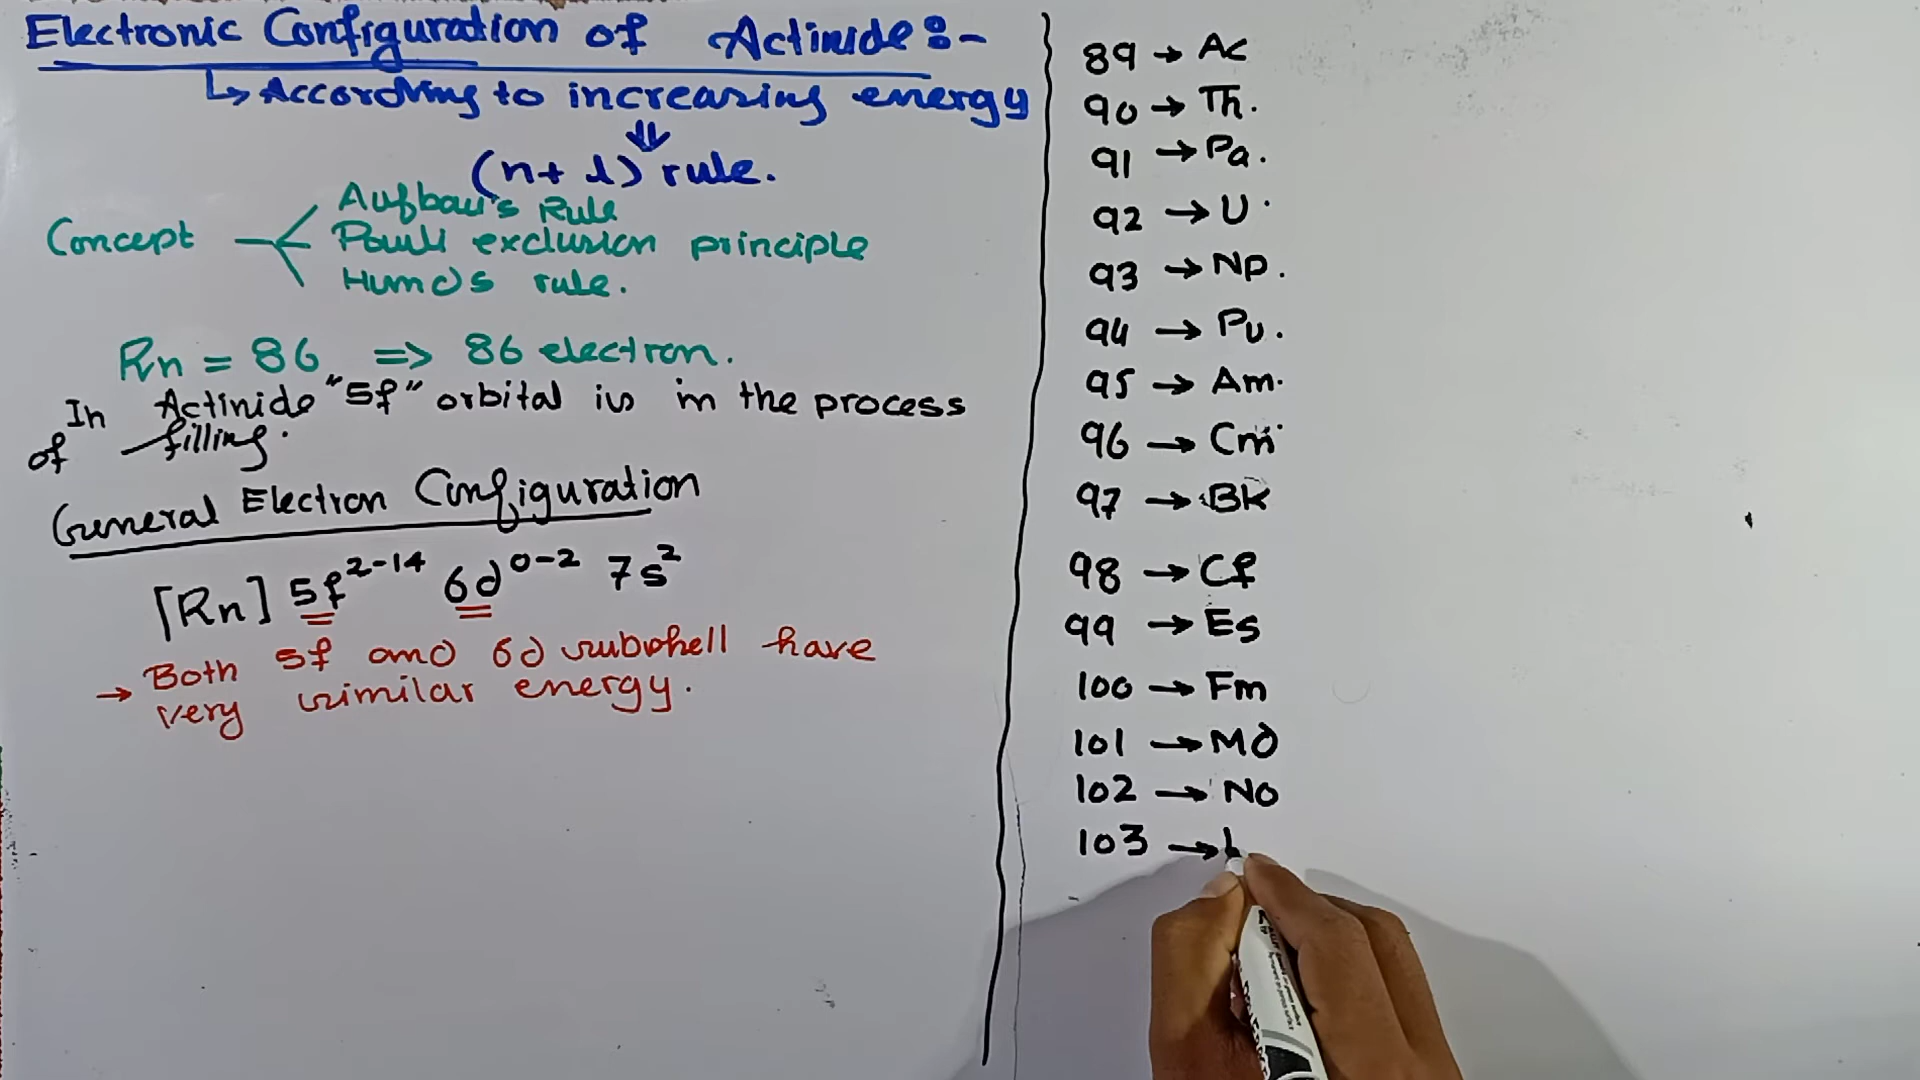 Electronic Configuration of Actinide:-
↳ According to increasing energy
⇓
(n+l) rule.
Concept
Aufbau's Rule
Pauli exclusion principle
Hund's rule.
Rn = 86 => 86 electron.
In Actinide "5f" orbital is in the process
of filling.
General Electron Configuration
[Rn] 5f²⁻¹⁴ 6d⁰⁻² 7s²
→ Both 5f and 6d subshell have
very similar energy.
89 → Ac
90 → Th.
91 → Pa.
92 → U.
93 → Np.
94 → Pu.
95 → Am.
96 → Cm.
97 → Bk
98 → Cf
99 → Es
100 → Fm
101 → Md
102 → No
103 →